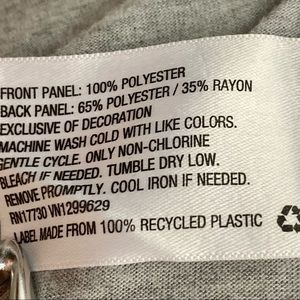 FRONT PANEL: 100% POLYESTER
BACK PANEL: 65% POLYESTER / 35% RAYON
EXCLUSIVE OF DECORATION
MACHINE WASH COLD WITH LIKE COLORS.
GENTLE CYCLE. ONLY NON-CHLORINE
BLEACH IF NEEDED. TUMBLE DRY LOW.
REMOVE PROMPTLY. COOL IRON IF NEEDED.
RN17730 VN1299629
LABEL MADE FROM 100% RECYCLED PLASTIC